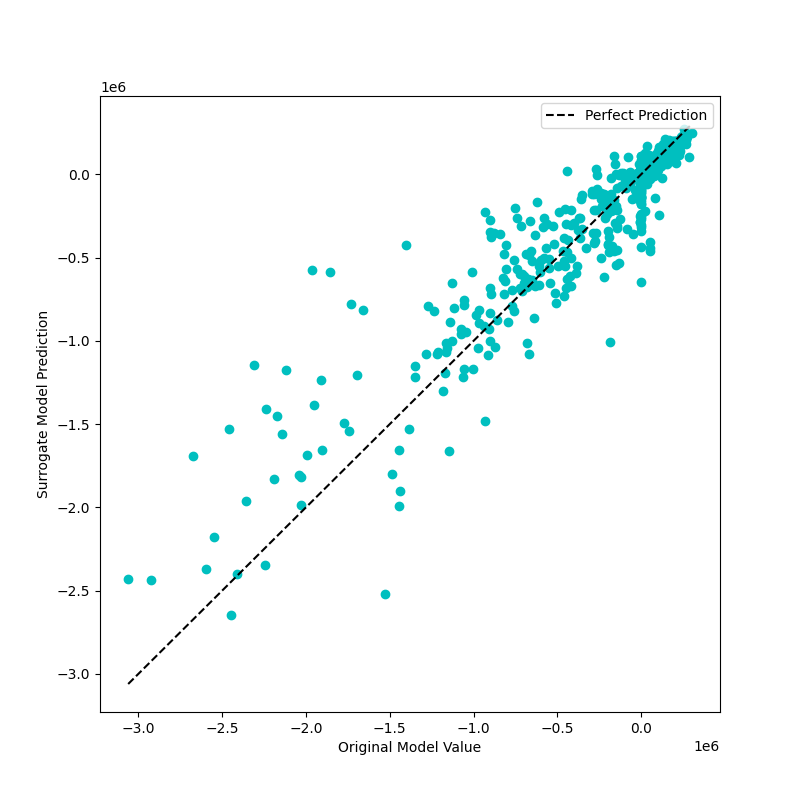 1e6
Perfect Prediction
0.0
−0.5
−1.0
−1.5
−2.0
−2.5
−3.0
Surrogate Model Prediction
−3.0 −2.5 −2.0 −1.5 −1.0 −0.5 0.0
Original Model Value
1e6